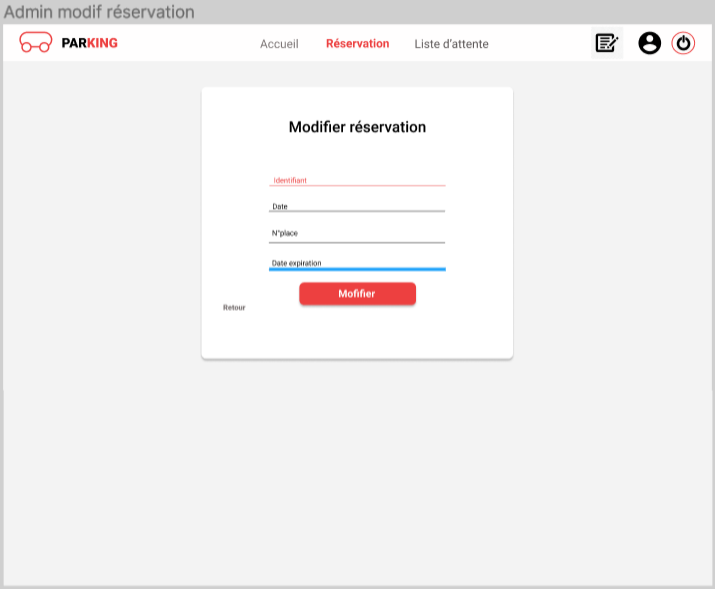 Admin modif réservation
PARKING
Accueil
Réservation
Liste d'attente
Modifier réservation
Identifiant
Date
N°place
Date expiration
Mofifier
Retour